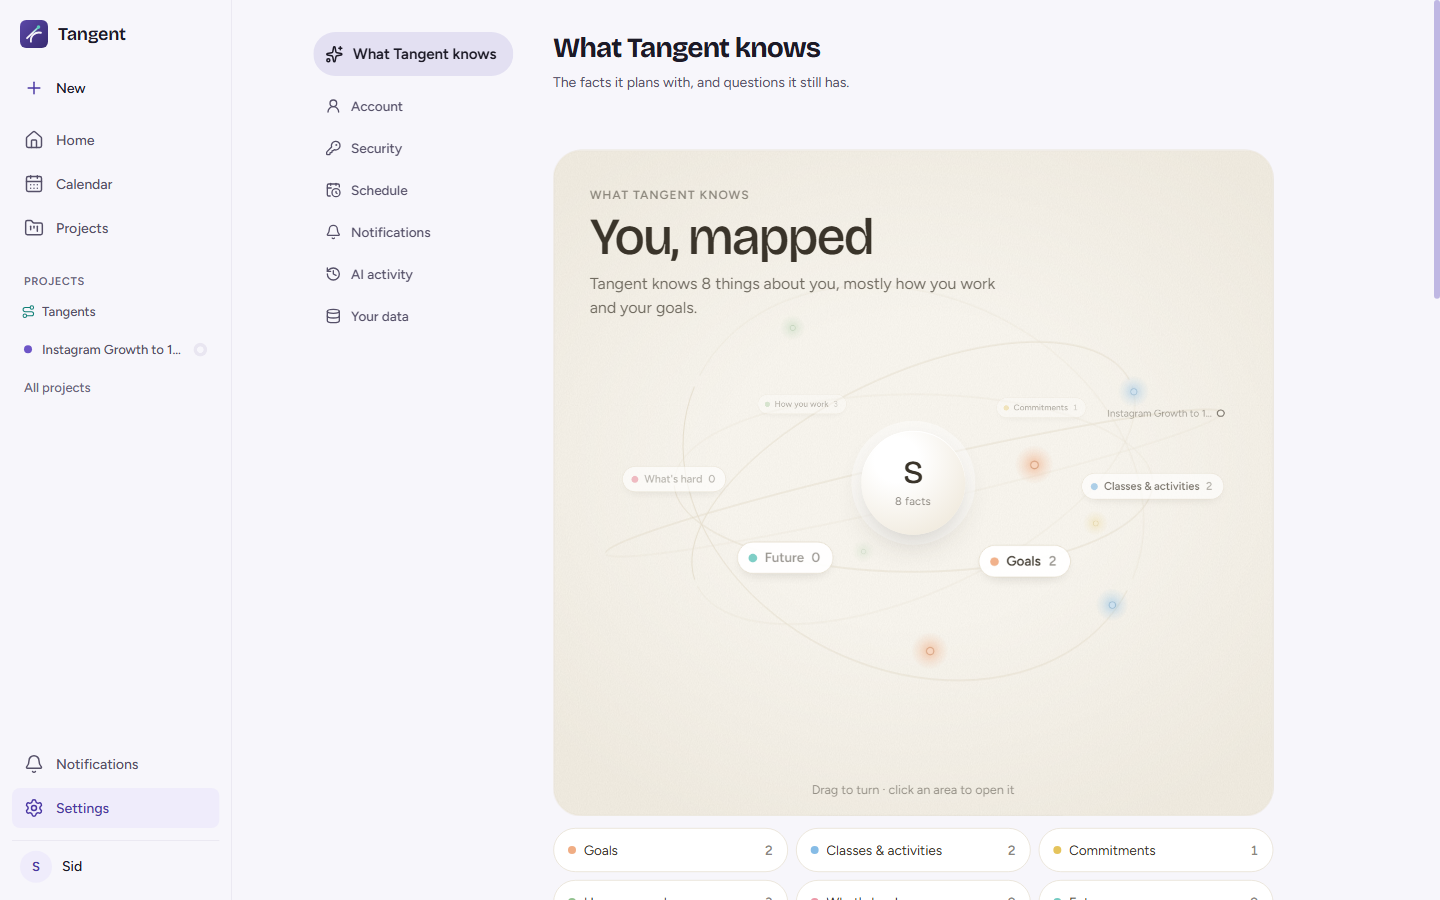 Tangent
New
Home
Calendar
Projects
PROJECTS
Tangents
Instagram Growth to 1...
All projects
Notifications
Settings
S
Sid
What Tangent knows
Account
Security
Schedule
Notifications
AI activity
Your data
What Tangent knows
The facts it plans with, and questions it still has.
WHAT TANGENT KNOWS
You, mapped
Tangent knows 8 things about you, mostly how you work
and your goals.
How you work 3
Commitments 1
Instagram Growth to 1...
What's hard 0
S
8 facts
Classes & activities 2
Future 0
Goals 2
Drag to turn · click an area to open it
Goals 2
Classes & activities 2
Commitments 1